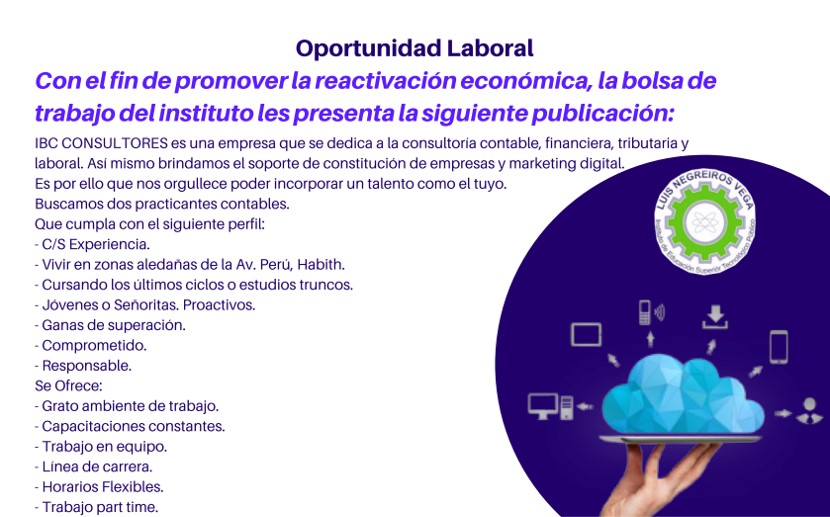 Oportunidad Laboral
Con el fin de promover la reactivación económica, la bolsa de
trabajo del instituto les presenta la siguiente publicación:
IBC CONSULTORES es una empresa que se dedica a la consultoría contable, financiera, tributaria y
laboral. Así mismo brindamos el soporte de constitución de empresas y marketing digital.
Es por ello que nos orgullece poder incorporar un talento como el tuyo.
Buscamos dos practicantes contables.
Que cumpla con el siguiente perfil:
- C/S Experiencia.
- Vivir en zonas aledañas de la Av. Perú, Habith.
- Cursando los últimos ciclos o estudios truncos.
- Jóvenes o Señoritas. Proactivos.
- Ganas de superación.
- Comprometido.
- Responsable.
Se Ofrece:
- Grato ambiente de trabajo.
- Capacitaciones constantes.
- Trabajo en equipo.
- Línea de carrera.
- Horarios Flexibles.
- Trabajo part time.
LUIS NEGREIROS VEGA
Instituto de Educación Superior Tecnológico Público